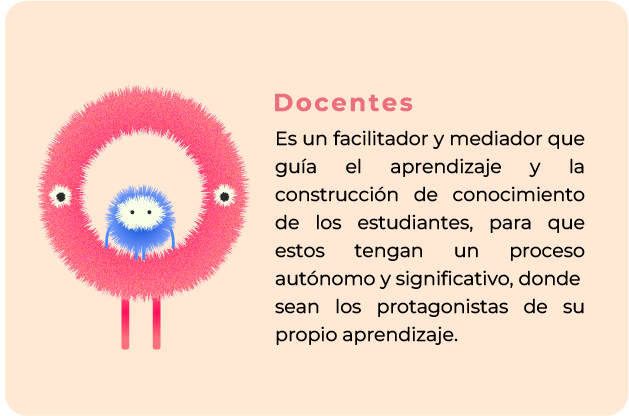 Docentes
Es un facilitador y mediador que
guía el aprendizaje y la
construcción de conocimiento
de los estudiantes, para que
estos tengan un proceso
autónomo y significativo, donde
sean los protagonistas de su
propio aprendizaje.